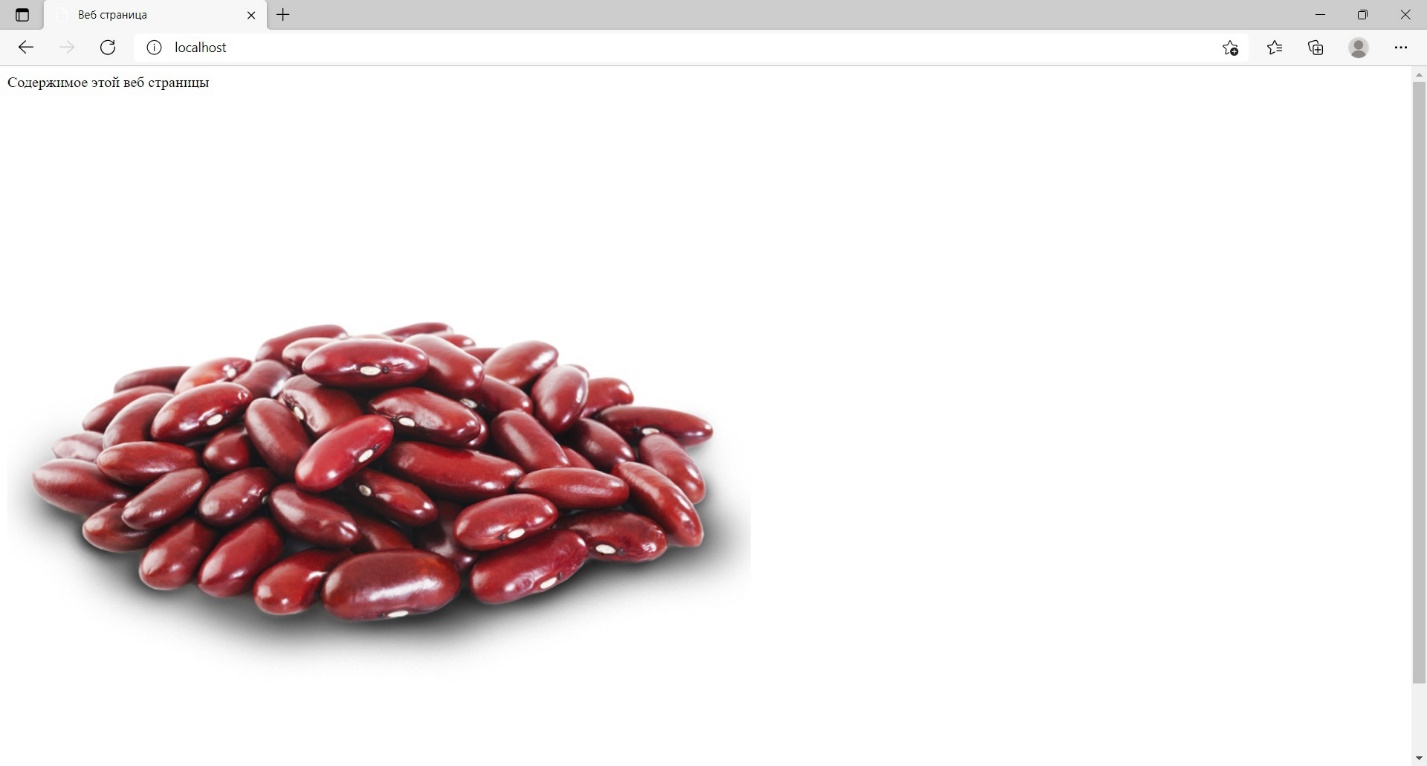 Веб страница
localhost
Содержимое этой веб страницы